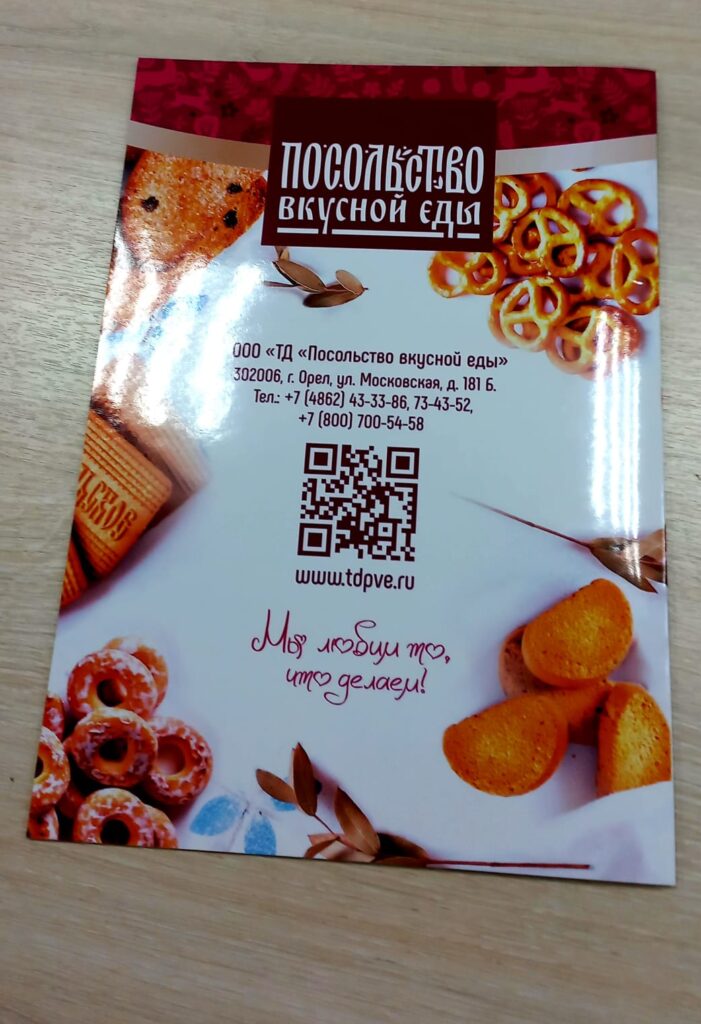 ПОСОЛЬСТВО
ВКУСНОЙ ЕДЫ
ООО «ТД «Посольство вкусной еды»
302006, г. Орел, ул. Московская, д. 181 Б.
Тел.: +7 (4862) 43-33-86, 73-43-52,
+7 (800) 700-54-58
www.tdpve.ru
Мы любим то,
что делаем!